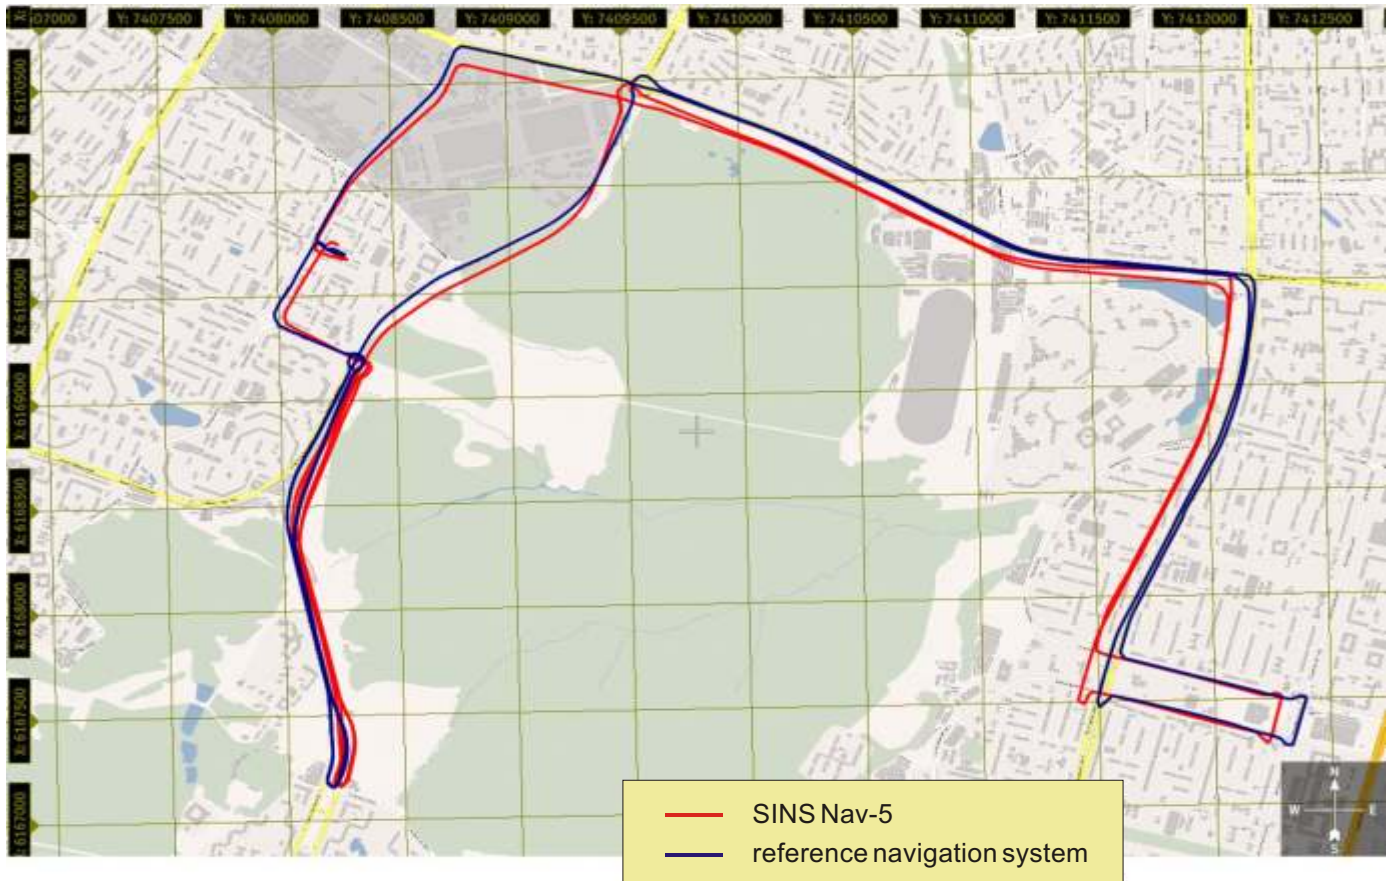 X:
07000
Y: 7407500
Y: 7408000
Y: 7408500
Y: 7409000
Y: 7409500
Y: 7410000
Y: 7410500
Y: 7411000
Y: 7411500
Y: 7412000
Y: 7412500
X: 6170500
X: 6170000
X: 6169500
X: 6169000
X: 6168500
X: 6168000
X: 6167500
X: 6167000
N
W
E
S
SINS Nav-5
reference navigation system